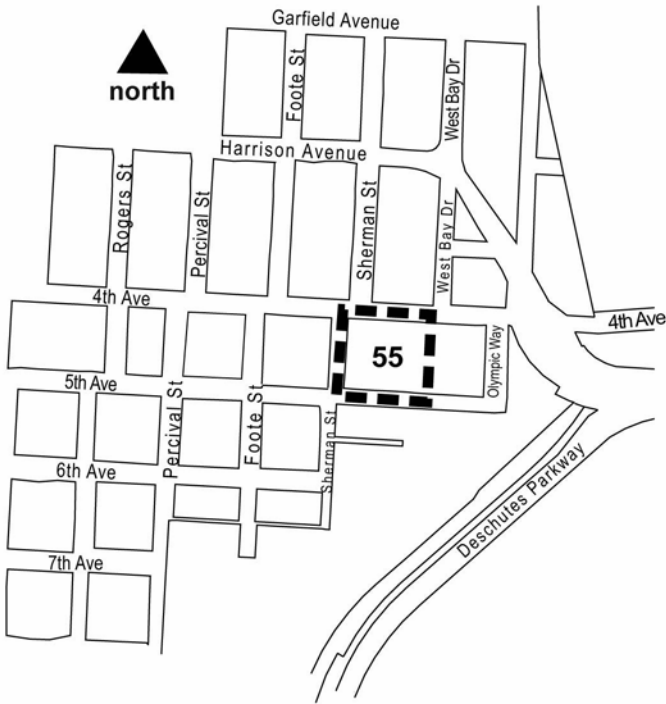 Garfield Avenue
north
Foote St
West Bay Dr
Harrison Avenue
Rogers St
Percival St
Sherman St
West Bay Dr
4th Ave
4th Ave
55
Olympic Way
5th Ave
Percival St
Foote St
Sherman St
6th Ave
Deschutes Parkway
7th Ave